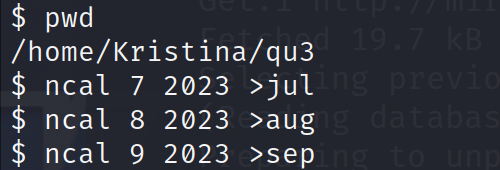 $ pwd
/home/Kristina/qu3
$ ncal 7 2023 >jul
$ ncal 8 2023 >aug
$ ncal 9 2023 >sep